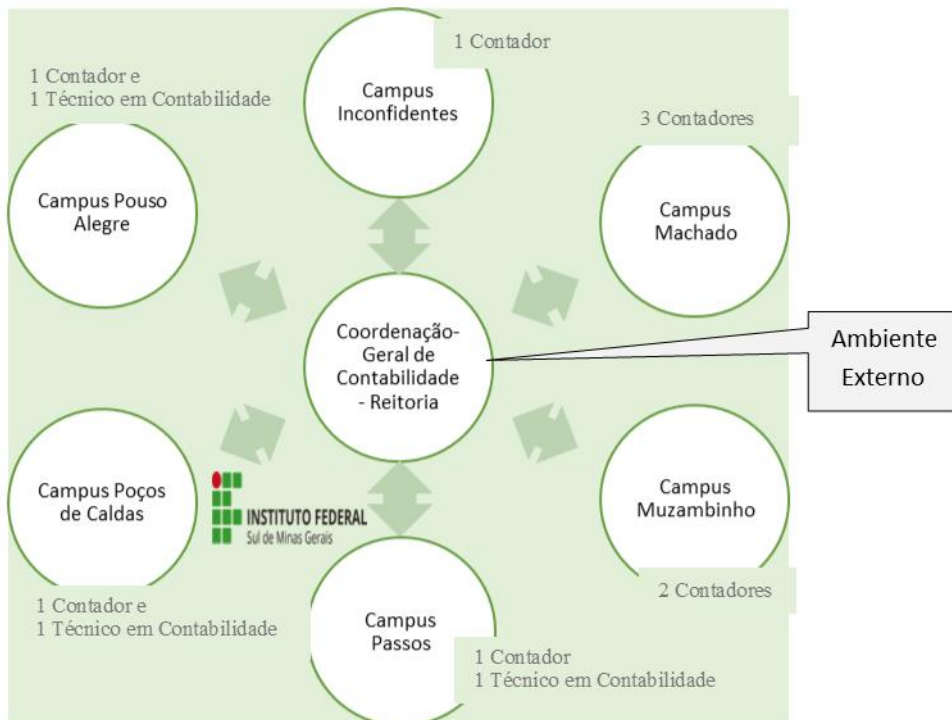 1 Contador
1 Contador e
1 Técnico em Contabilidade
Campus
Inconfidentes
3 Contadores
Campus Pouso
Alegre
Campus
Machado
Coordenação-
Geral de
Contabilidade
- Reitoria
Ambiente
Externo
Campus Poços
de Caldas
INSTITUTO FEDERAL
Sul de Minas Gerais
Campus
Muzambinho
2 Contadores
1 Contador e
1 Técnico em Contabilidade
Campus
Passos
1 Contador
1 Técnico em Contabilidade